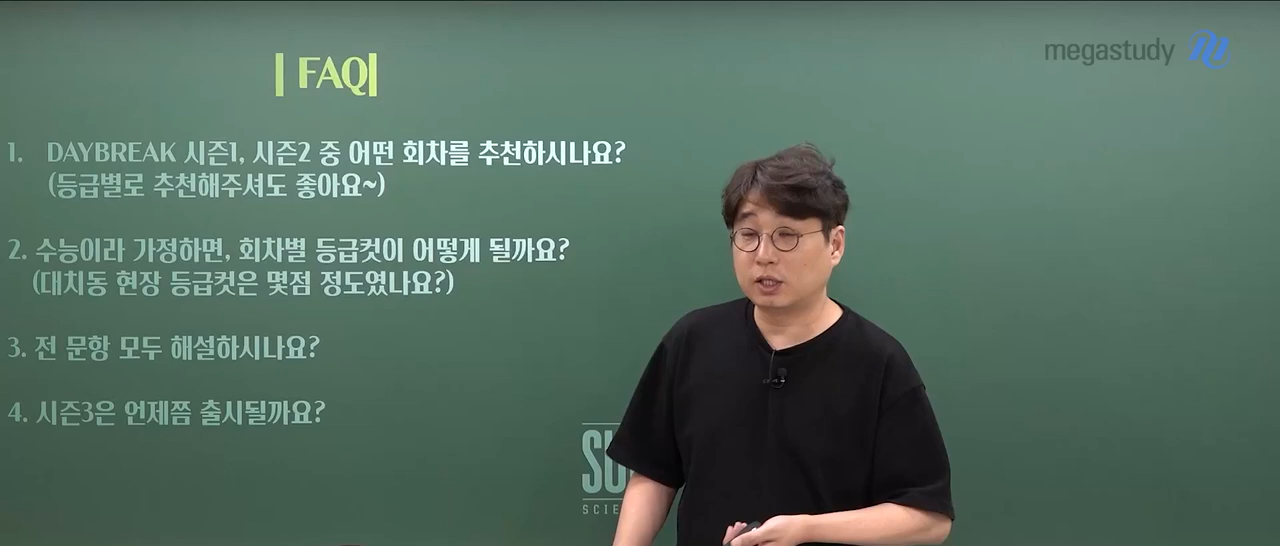 megastudy M
| FAQ|
1. DAYBREAK 시즌1, 시즌2 중 어떤 회차를 추천하시나요?
(등급별로 추천해주셔도 좋아요~)
2. 수능이라 가정하면, 회차별 등급컷이 어떻게 될까요?
(대치동 현장 등급컷은 몇점 정도였나요?)
3. 전 문항 모두 해설하시나요?
4. 시즌3은 언제쯤 출시될까요?